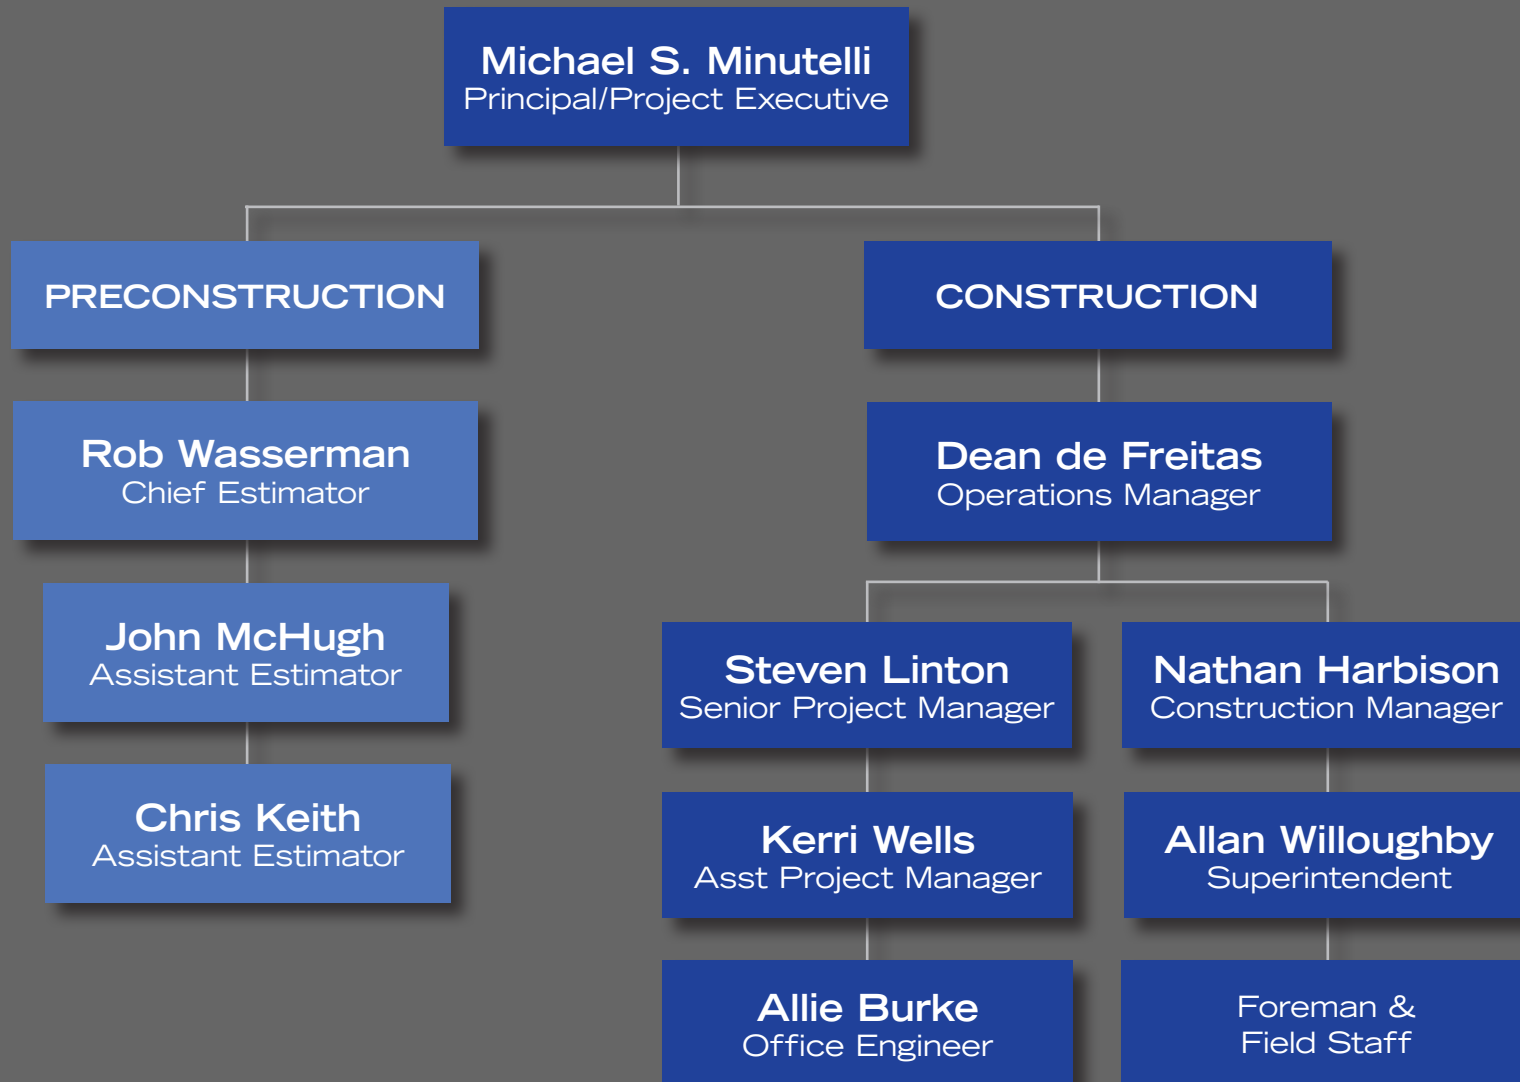 Michael S. Minutelli
Principal/Project Executive
PRECONSTRUCTION
CONSTRUCTION
Rob Wasserman
Chief Estimator
Dean de Freitas
Operations Manager
John McHugh
Assistant Estimator
Steven Linton
Senior Project Manager
Nathan Harbison
Construction Manager
Chris Keith
Assistant Estimator
Kerri Wells
Asst Project Manager
Allan Willoughby
Superintendent
Allie Burke
Office Engineer
Foreman &
Field Staff